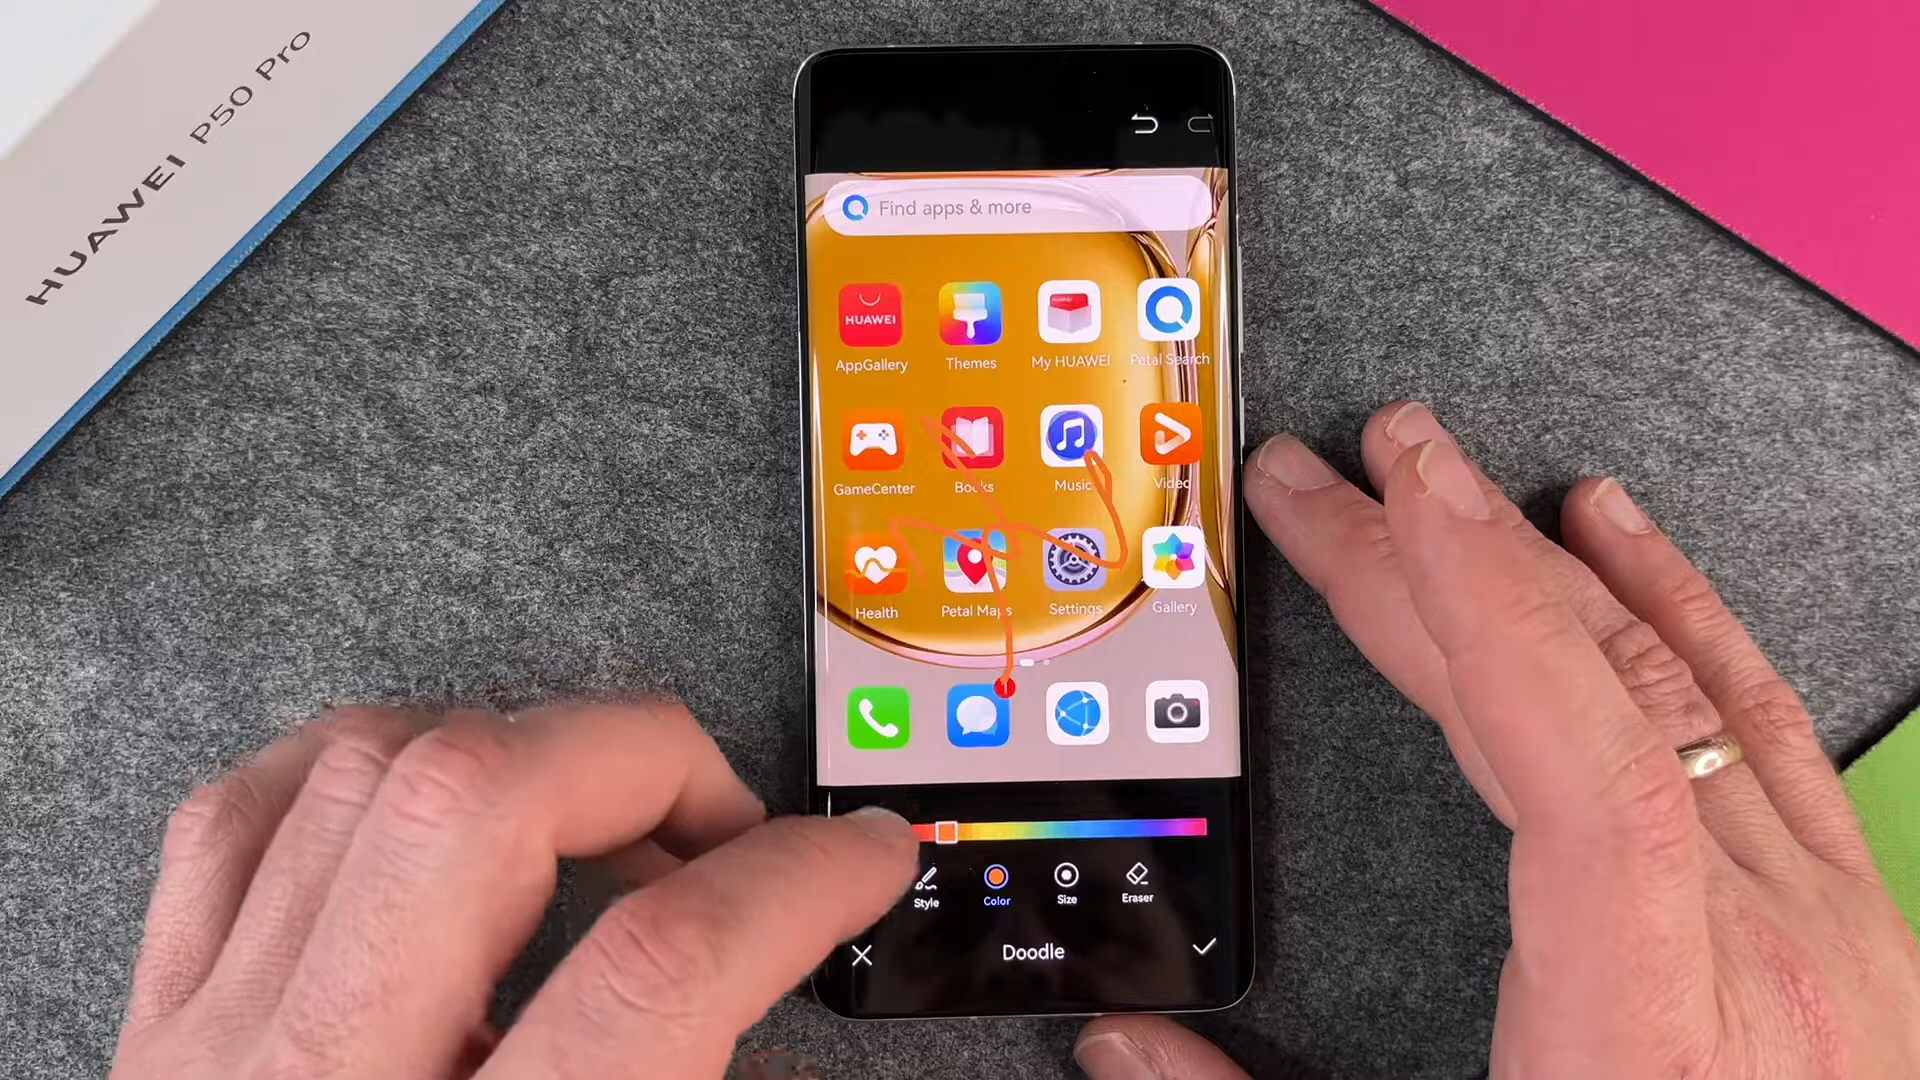 HUAWEI P50 Pro
Find apps & more
HUAWEI
HUAWEI
AppGallery
Themes
My HUAWEI
Petal Search
GameCenter
Books
Music
Video
Health
Petal Maps
Settings
Gallery
1
Style
Color
Size
Eraser
Doodle